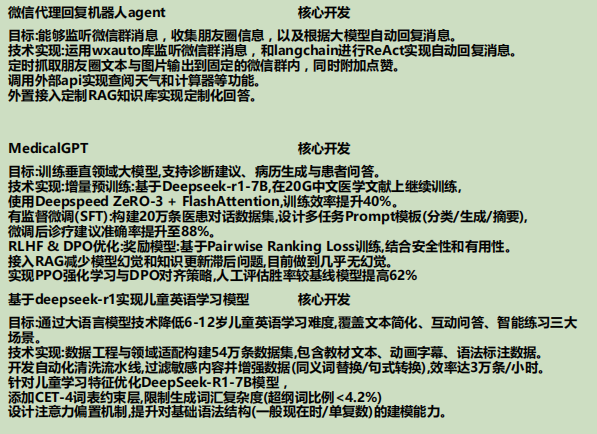 微信代理回复机器人agent 核心开发
目标:能够监听微信群消息，收集朋友圈信息，以及根据大模型自动回复消息。
技术实现:运用wxauto库监听微信群消息，和langchain进行ReAct实现自动回复消息。
定时抓取朋友圈文本与图片输出到固定的微信群内，同时附加点赞。
调用外部api实现查阅天气和计算器等功能。
外置接入定制RAG知识库实现定制化回答。
MedicalGPT 核心开发
目标:训练垂直领域大模型,支持诊断建议、病历生成与患者问答。
技术实现:增量预训练:基于Deepseek-r1-7B,在20G中文医学文献上继续训练,
使用Deepspeed ZeRO-3 + FlashAttention,训练效率提升40%。
有监督微调(SFT):构建20万条医患对话数据集,设计多任务Prompt模板(分类/生成/摘要),
微调后诊疗建议准确率提升至88%。
RLHF & DPO优化:奖励模型:基于Pairwise Ranking Loss训练,结合安全性和有用性。
接入RAG减少模型幻觉和知识更新滞后问题,目前做到几乎无幻觉。
实现PPO强化学习与DPO对齐策略,人工评估胜率较基线模型提高62%
基于deepseek-r1实现儿童英语学习模型 核心开发
目标:通过大语言模型技术降低6-12岁儿童英语学习难度,覆盖文本简化、互动问答、智能练习三大
场景。
技术实现:数据工程与领域适配构建54万条数据集,包含教材文本、动画字幕、语法标注数据。
开发自动化清洗流水线,过滤敏感内容并增强数据(同义词替换/句式转换),效率达3万条/小时。
针对儿童学习特征优化DeepSeek-R1-7B模型，
添加CET-4词表约束层,限制生成词汇复杂度(超纲词比例<4.2%)
设计注意力偏置机制,提升对基础语法结构(一般现在时/单复数)的建模能力。